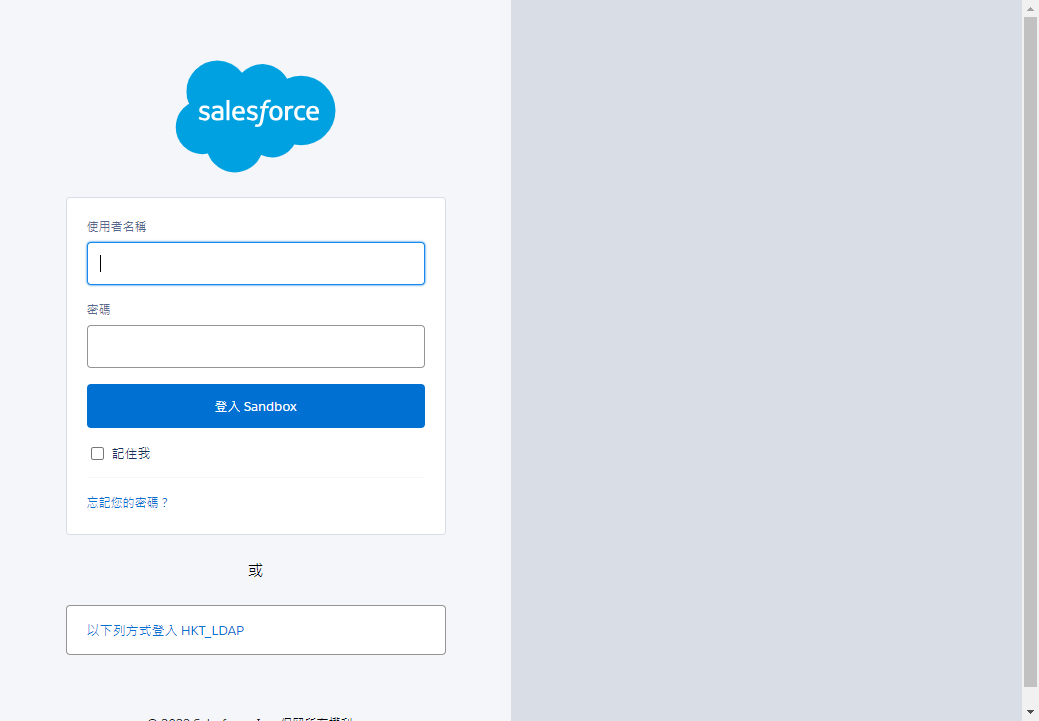 salesforce
使用者名稱
密碼
登入 Sandbox
記住我
忘記您的密碼？
或
以下列方式登入 HKT_LDAP